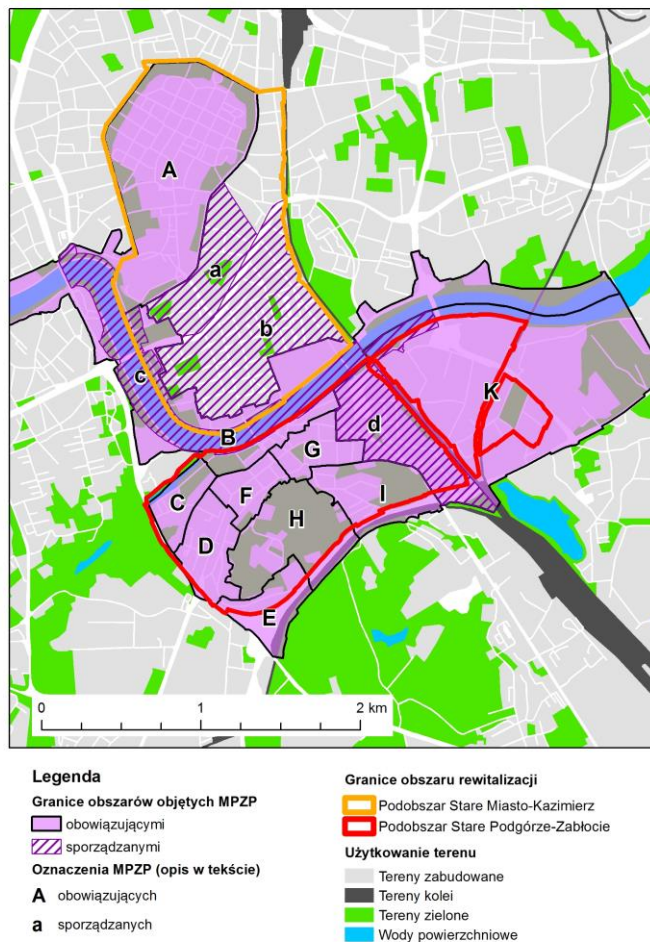 A
a
b
c
B
K
d
G
C
F
I
H
D
E
0 1 2 km
Legenda
Granice obszarów objętych MPZP
obowiązującymi
sporządzanymi
Oznaczenia MPZP (opis w tekście)
A obowiązujących
a sporządzanych
Granice obszaru rewitalizacji
Podobszar Stare Miasto-Kazimierz
Podobszar Stare Podgórze-Zabłocie
Użytkowanie terenu
Tereny zabudowane
Tereny kolei
Tereny zielone
Wody powierzchniowe